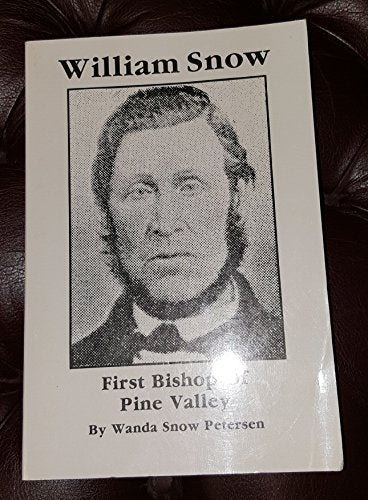 William Snow
First Bishop of
Pine Valley
By Wanda Snow Petersen